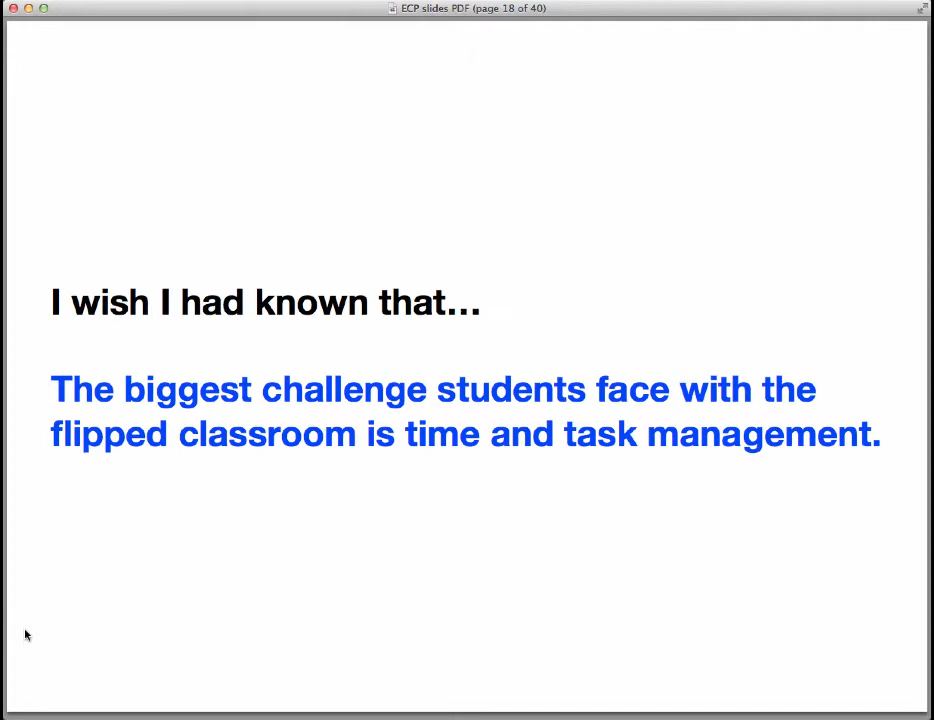 ECP slides PDF (page 18 of 40)
I wish I had known that...
The biggest challenge students face with the
flipped classroom is time and task management.